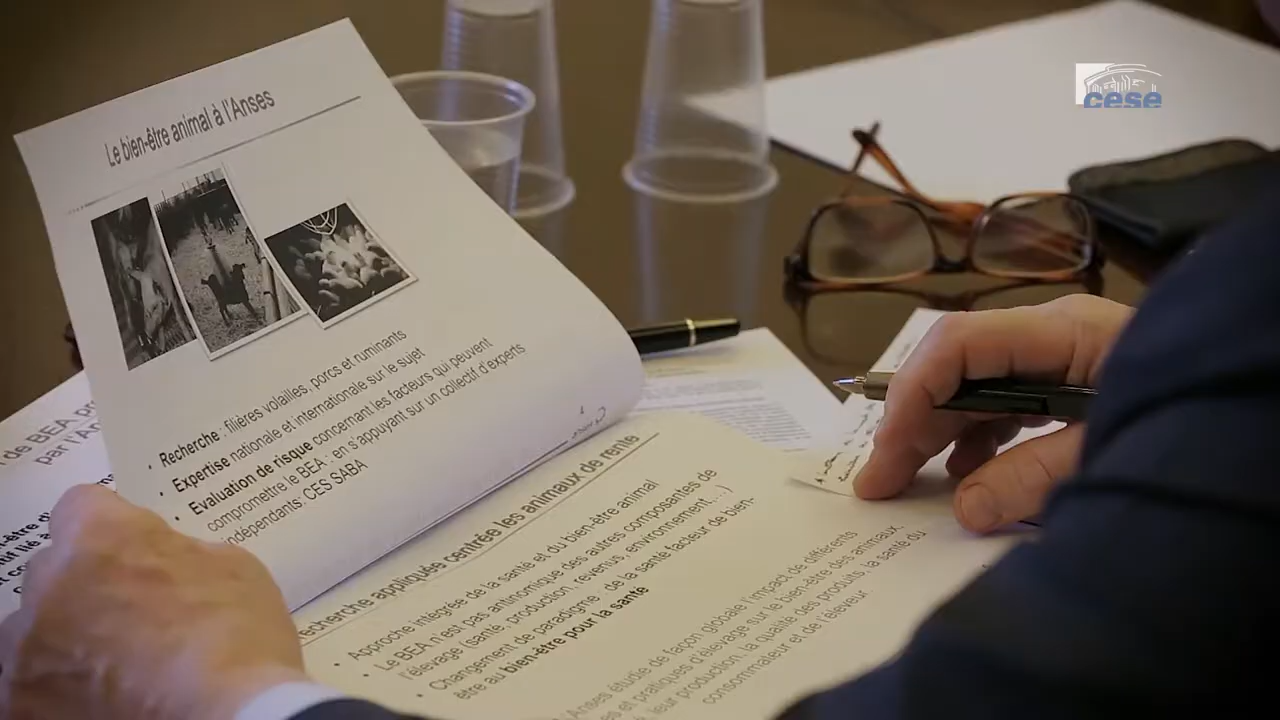 cese
Le bien-être animal à l'Anses
• Recherche : filières volailles, porcs et ruminants
• Expertise nationale et internationale sur le sujet
• Evaluation de risque concernant les facteurs qui peuvent
compromettre le BEA : en s'appuyant sur un collectif d'experts
indépendants CES SABA
de BEA
par l'A
recherche appliquée centrée les animaux de rente
• Approche intégrée de la santé et du bien-être animal
Le BEA n'est pas antinomique des autres composantes de
l'élevage (santé, production, revenus, environnement…)
• Changement de paradigme : de la santé facteur de bien-
être au bien-être pour la santé
Anses étudie de façon globale l'impact de différents
et pratiques d'élevage sur le bien-être des animaux,
leur production, la qualité des produits, la santé du
consommateur et de l'éleveur